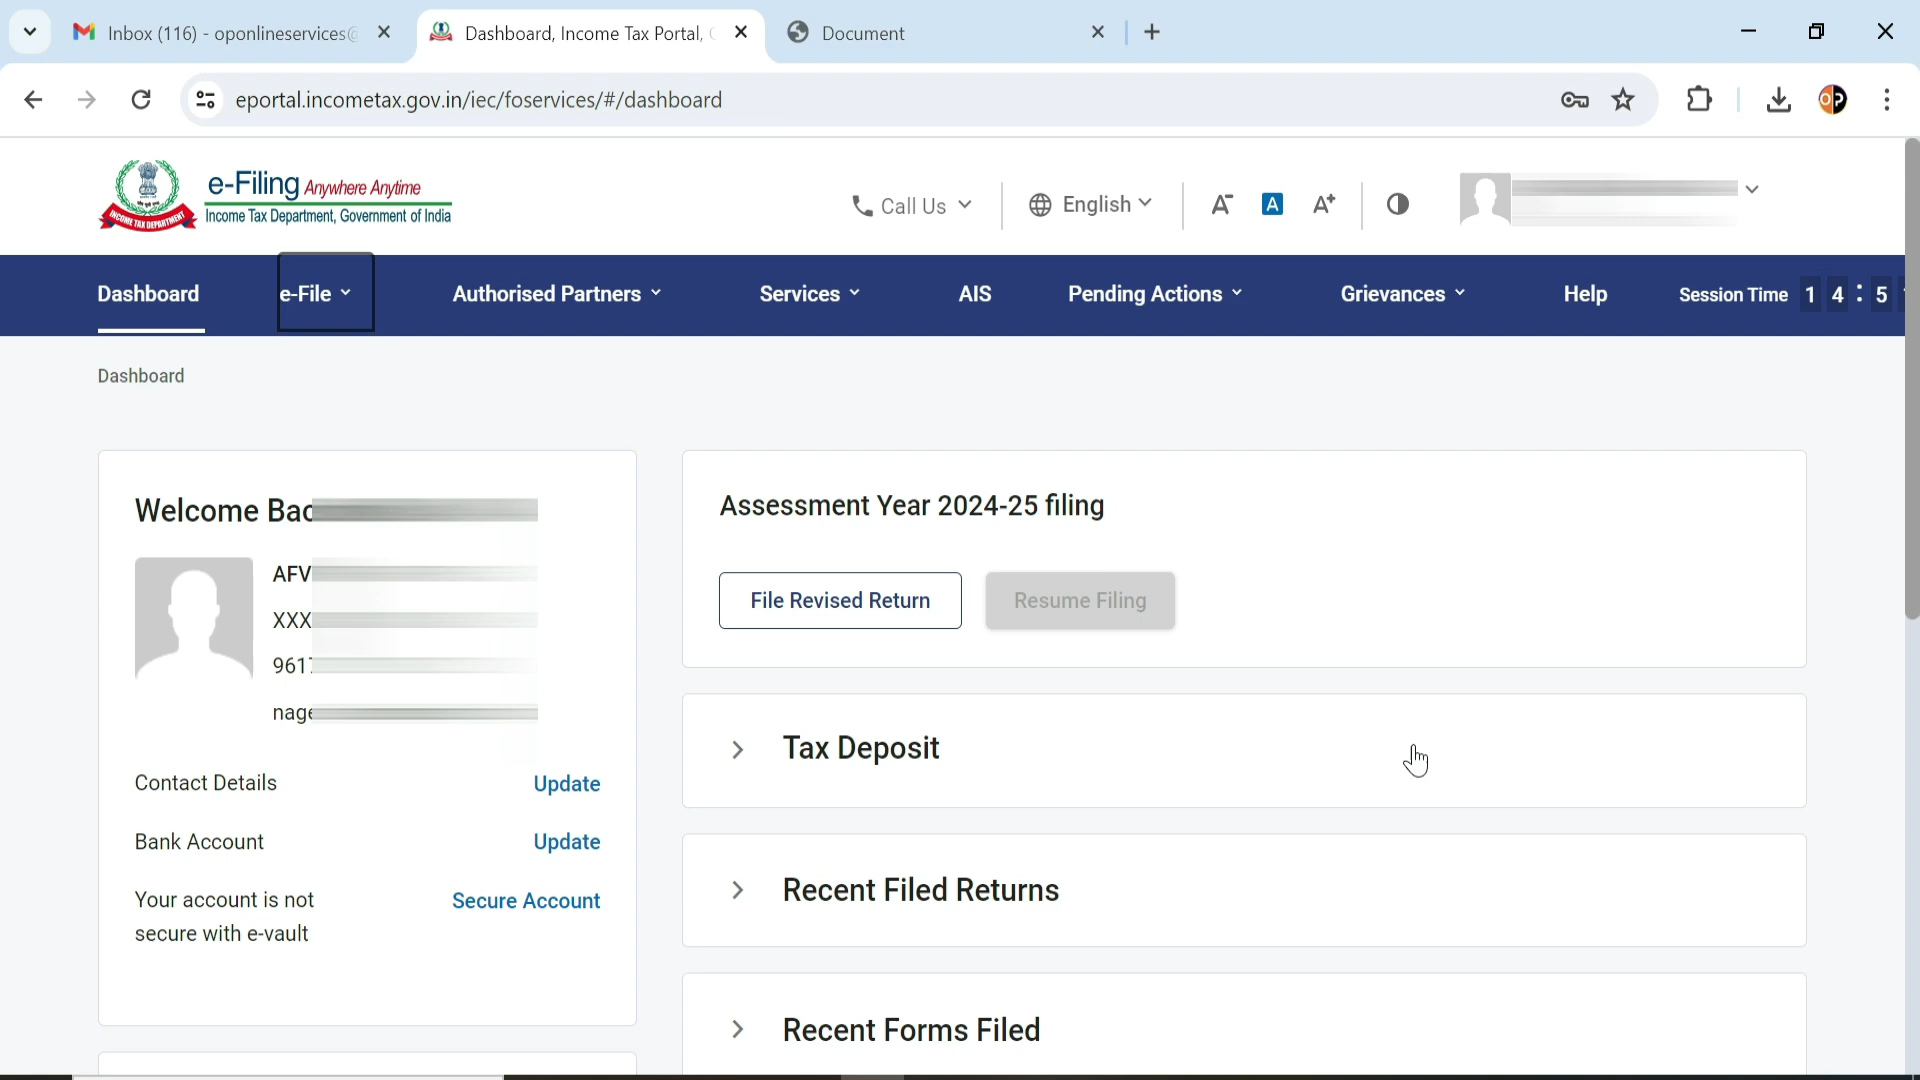 Inbox (116) - oponlineservices@
Dashboard, Income Tax Portal,
Document
eportal.incometax.gov.in/iec/foservices/#/dashboard
e-Filing Anywhere Anytime
Income Tax Department, Government of India
INCOME TAX DEPARTMENT
Call Us
English
A-
A
A+
Dashboard
e-File
Authorised Partners
Services
AIS
Pending Actions
Grievances
Help
Session Time 1 4 : 5
Dashboard
Welcome Bac
AFV
XXX
961
nage
Contact Details
Update
Bank Account
Update
Your account is not
secure with e-vault
Secure Account
Assessment Year 2024-25 filing
File Revised Return
Resume Filing
Tax Deposit
Recent Filed Returns
Recent Forms Filed